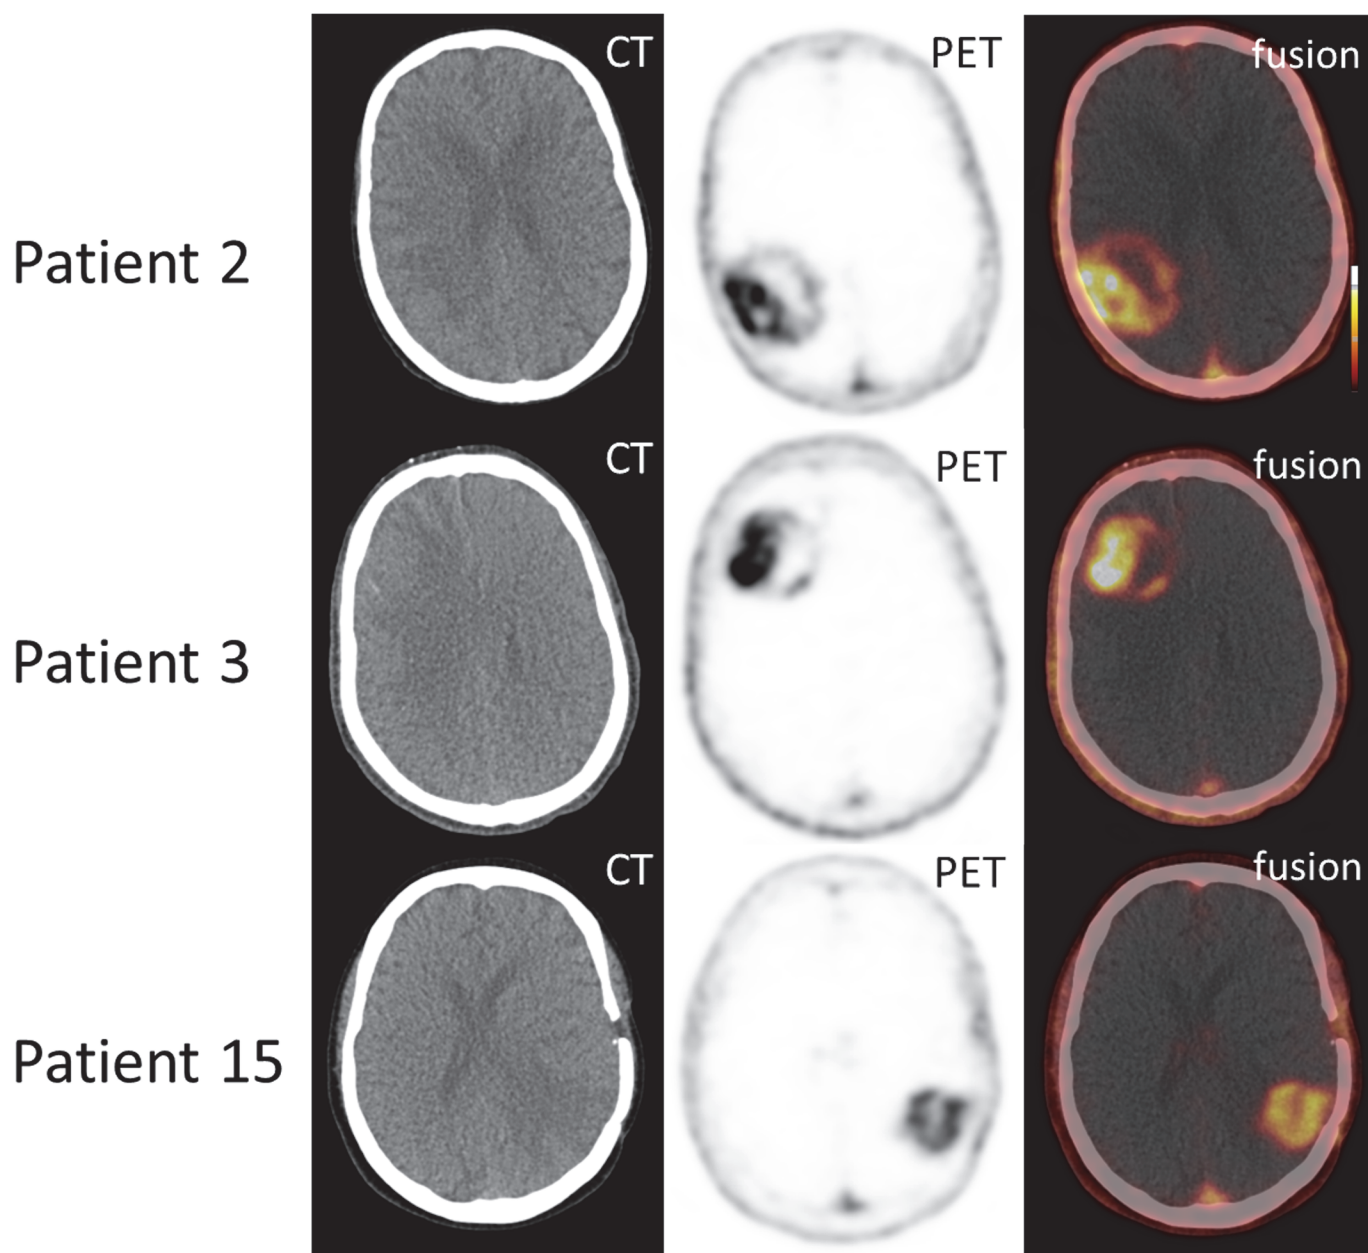 CT
PET
fusion
Patient 2
CT
PET
fusion
Patient 3
CT
PET
fusion
Patient 15